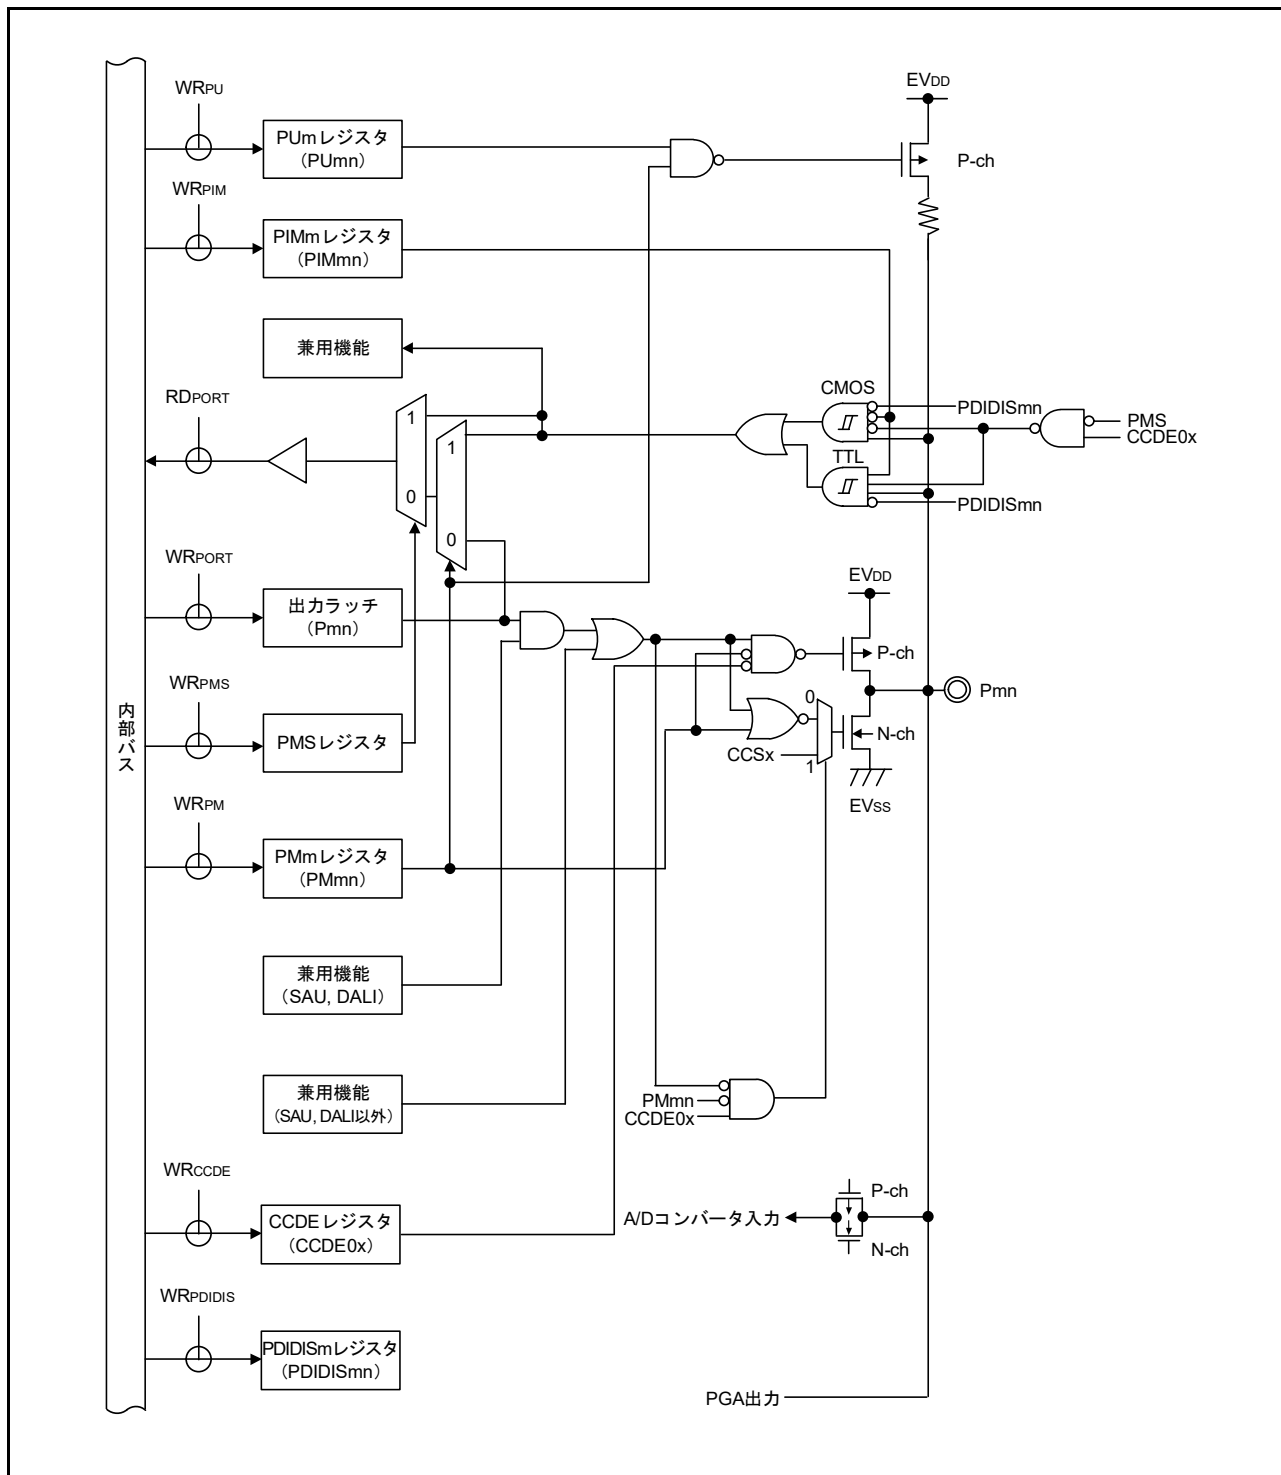 WRPU
PUmレジスタ
(PUmn)
EVDD
P-ch
WRPIM
PIMmレジスタ
(PIMmn)
兼用機能
RDPORT
1
0
1
0
CMOS
PDIDISmn
PMS
CCDE0x
TTL
PDIDISmn
WRPORT
出力ラッチ
(Pmn)
EVDD
P-ch
Pmn
WRPMS
PMSレジスタ
0
CCSx
1
N-ch
EVSS
内部バス
WRPM
PMmレジスタ
(PMmn)
兼用機能
(SAU, DALI)
兼用機能
(SAU, DALI以外)
PMmn
CCDE0x
WRCCDE
CCDEレジスタ
(CCDE0x)
A/Dコンバータ入力
P-ch
N-ch
WRPDIDIS
PDIDISmレジスタ
(PDIDISmn)
PGA出力